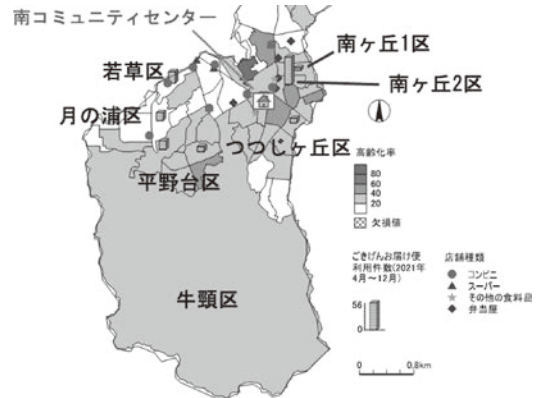 南コミュニティセンター
南ヶ丘1区
若草区
南ヶ丘2区
月の浦区
つつじヶ丘区
高齢化率
平野台区
80
60
40
20
欠損値
ごきげんお届け便
利用件数(2021年
4月～12月)
店舗種類
コンビニ
スーパー
その他の食料品
弁当屋
牛頸区
56
0
0
0.8km